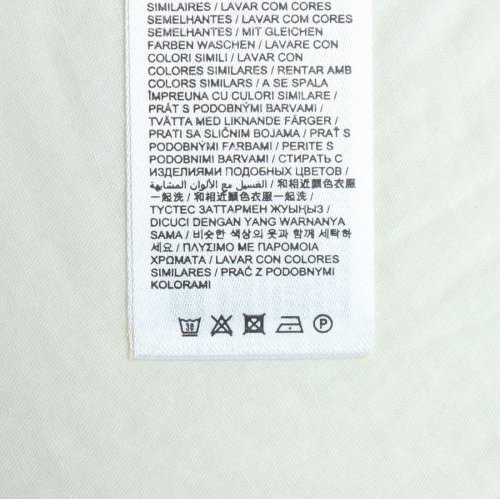 SIMILAIRES / LAVAR COM CORES
SEMELHANTES / LAVAR COM CORES
SEMELHANTES / MIT GLEICHEN
FARBEN WASCHEN / LAVARE CON
COLORI SIMILI / LAVAR CON
COLORES SIMILARES / RENTAR AMB
COLORS SIMILARS / A SE SPALA
ÎMPREUNA CU CULORI SIMILARE /
PRÁT S PODOBNÝMI BARVAMI /
TVÄTTA MED LIKNANDE FÄRGER /
PRATI SA SLIČNIM BOJAMA / PRAŤ S
PODOBNÝMI FARBAMI / PERITE S
PODOBNIMI BARVAMI / СТИРАТЬ С
ИЗДЕЛИЯМИ ПОДОБНЫХ ЦВЕТОВ /
الغسيل مع الألوان المشابهة / 和相近顏色衣服
一起洗 / 和相近顏色衣服一起洗 /
ТҮСТЕС ЗАТТАРМЕН ЖУЫҢЫЗ /
DICUCI DENGAN YANG WARNANYA
SAMA / 비슷한 색상의 옷과 함께 세탁하
세요 / ΠΛΥΣΙΜΟ ΜΕ ΠΑΡΟΜΟΙΑ
ΧΡΩΜΑΤΑ / LAVAR CON COLORES
SIMILARES / PRAĆ Z PODOBNYMI
KOLORAMI
30 P